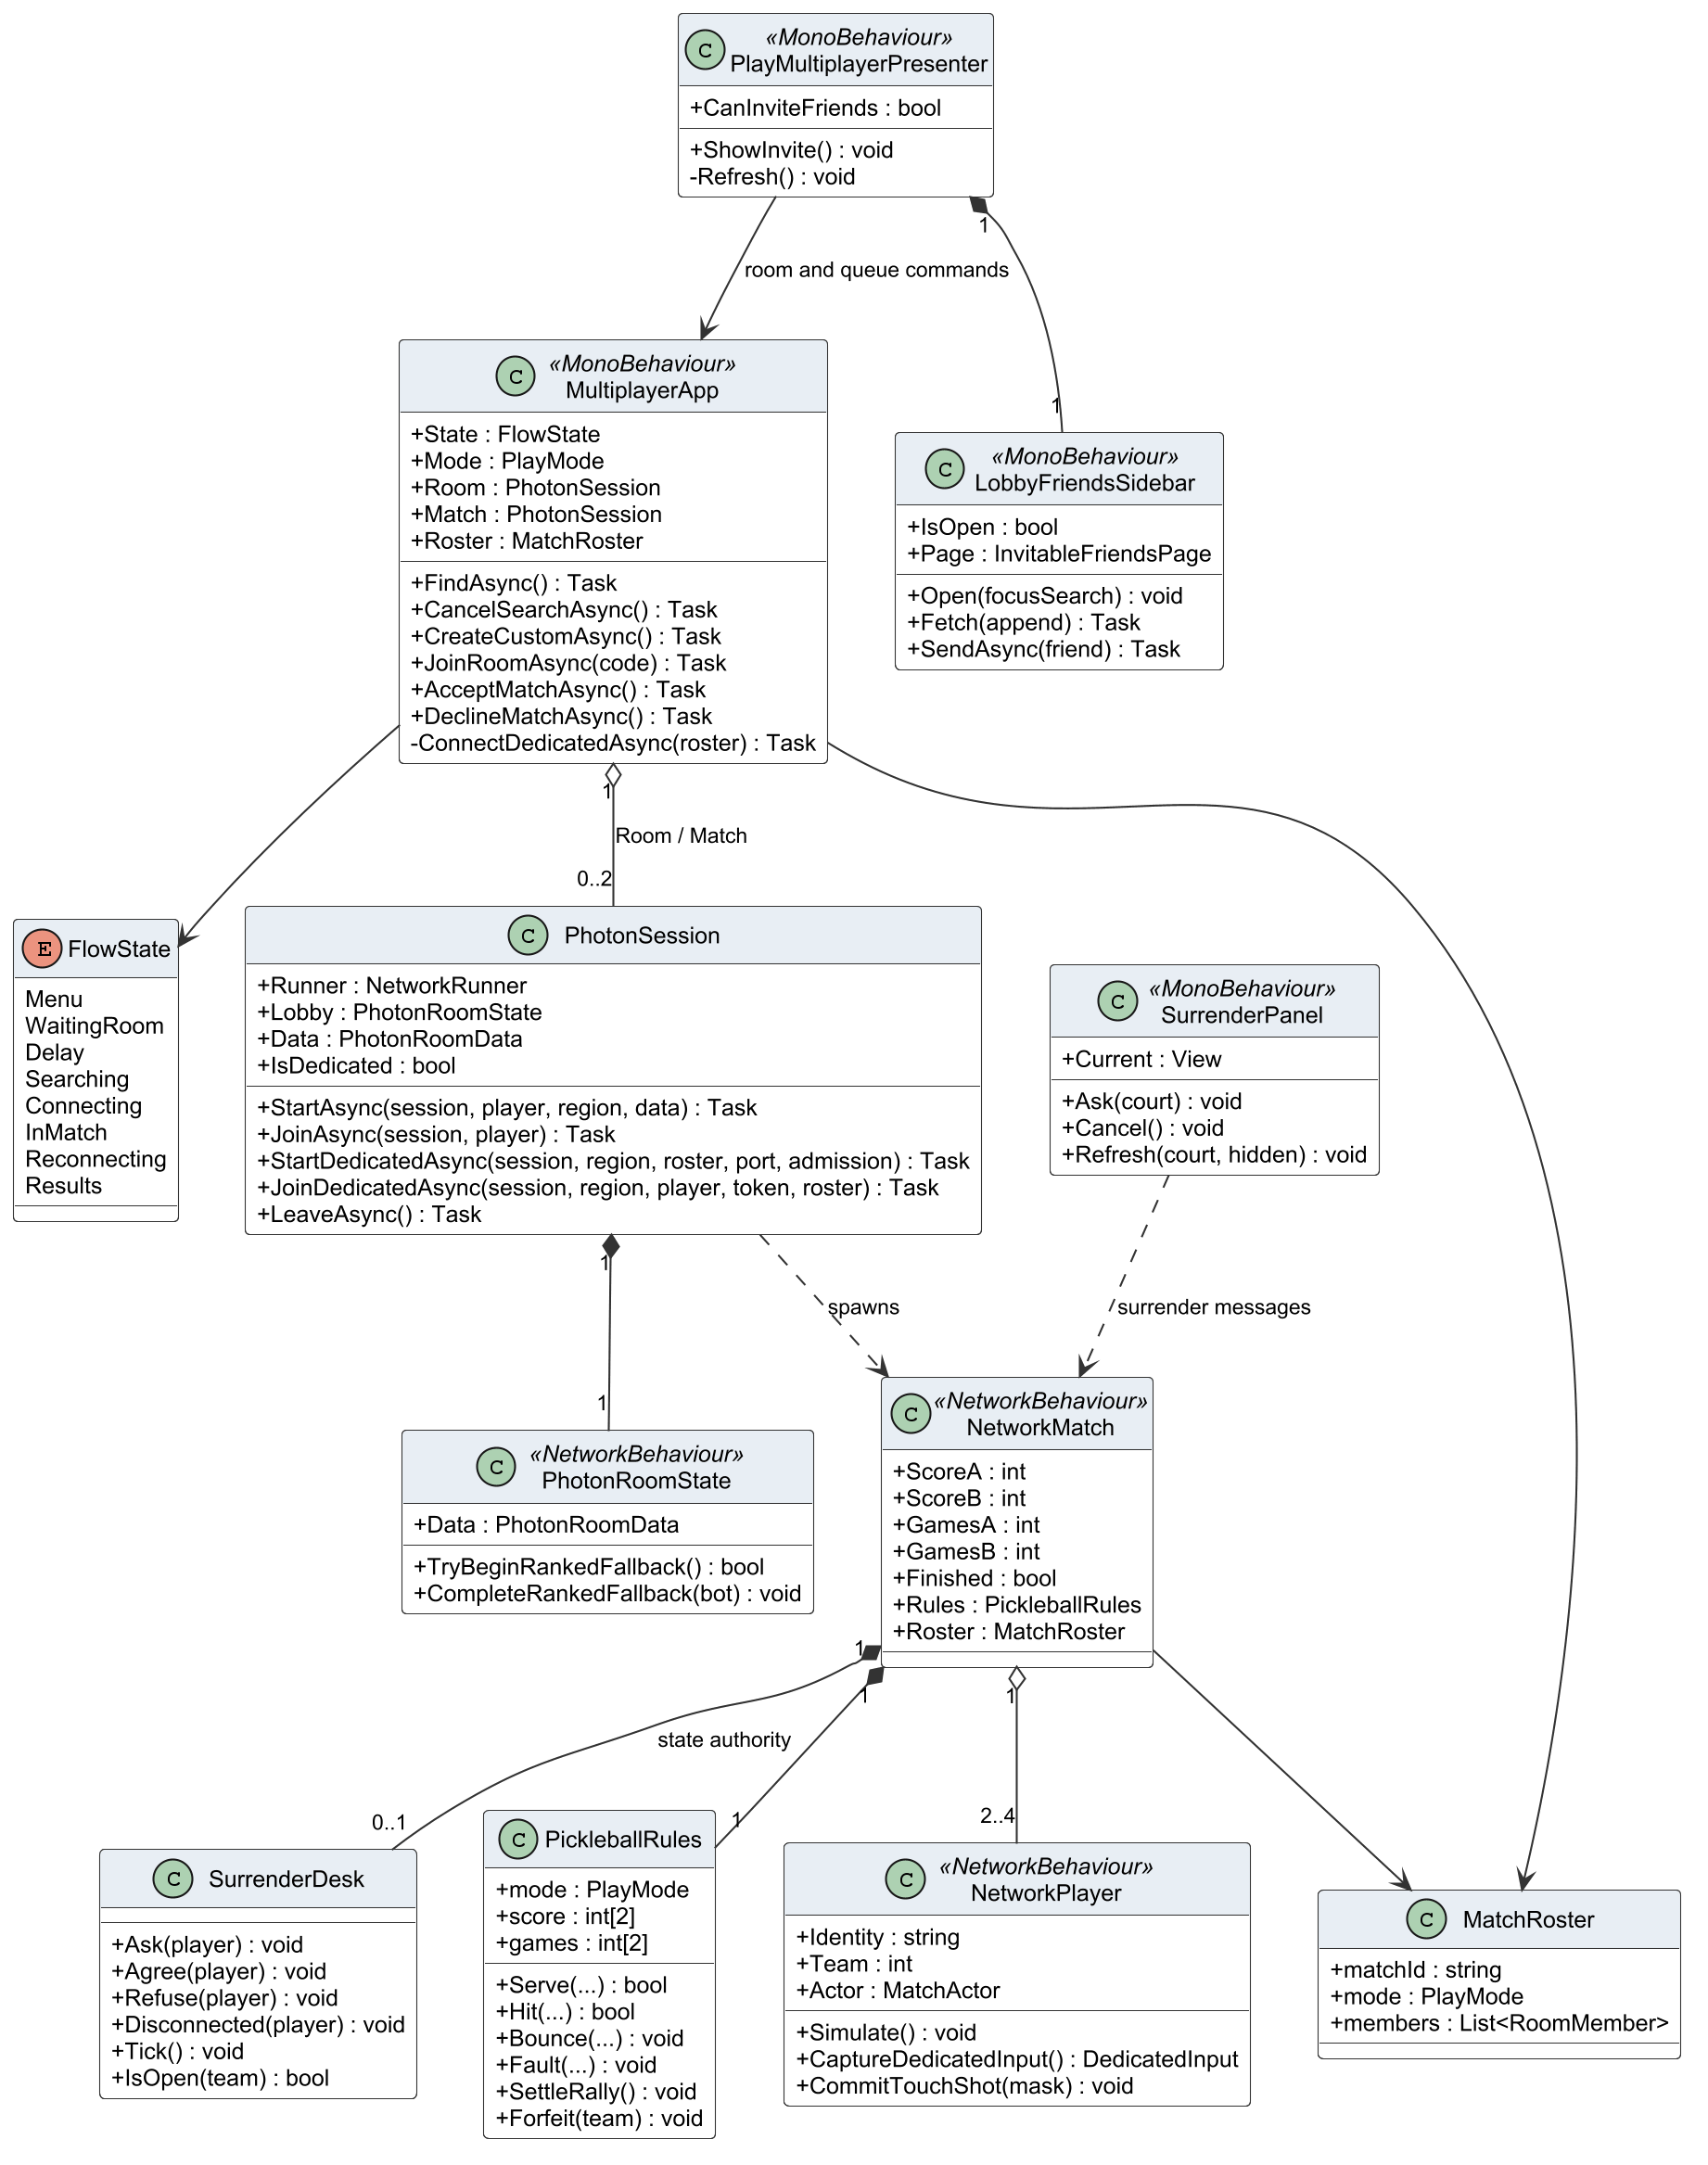 C
«MonoBehaviour»
PlayMultiplayerPresenter
+CanInviteFriends : bool
+ShowInvite() : void
-Refresh() : void
1
room and queue commands
1
C
«MonoBehaviour»
MultiplayerApp
+State : FlowState
+Mode : PlayMode
+Room : PhotonSession
+Match : PhotonSession
+Roster : MatchRoster
+FindAsync() : Task
+CancelSearchAsync() : Task
+CreateCustomAsync() : Task
+JoinRoomAsync(code) : Task
+AcceptMatchAsync() : Task
+DeclineMatchAsync() : Task
-ConnectDedicatedAsync(roster) : Task
C
«MonoBehaviour»
LobbyFriendsSidebar
+IsOpen : bool
+Page : InvitableFriendsPage
+Open(focusSearch) : void
+Fetch(append) : Task
+SendAsync(friend) : Task
1
Room / Match
0..2
E
FlowState
Menu
WaitingRoom
Delay
Searching
Connecting
InMatch
Reconnecting
Results
C
PhotonSession
+Runner : NetworkRunner
+Lobby : PhotonRoomState
+Data : PhotonRoomData
+IsDedicated : bool
+StartAsync(session, player, region, data) : Task
+JoinAsync(session, player) : Task
+StartDedicatedAsync(session, region, roster, port, admission) : Task
+JoinDedicatedAsync(session, region, player, token, roster) : Task
+LeaveAsync() : Task
C
«MonoBehaviour»
SurrenderPanel
+Current : View
+Ask(court) : void
+Cancel() : void
+Refresh(court, hidden) : void
1
spawns
surrender messages
1
C
«NetworkBehaviour»
PhotonRoomState
+Data : PhotonRoomData
+TryBeginRankedFallback() : bool
+CompleteRankedFallback(bot) : void
C
«NetworkBehaviour»
NetworkMatch
+ScoreA : int
+ScoreB : int
+GamesA : int
+GamesB : int
+Finished : bool
+Rules : PickleballRules
+Roster : MatchRoster
1
1
1
state authority
0..1
1
2..4
C
SurrenderDesk
+Ask(player) : void
+Agree(player) : void
+Refuse(player) : void
+Disconnected(player) : void
+Tick() : void
+IsOpen(team) : bool
C
PickleballRules
+mode : PlayMode
+score : int[2]
+games : int[2]
+Serve(...) : bool
+Hit(...) : bool
+Bounce(...) : void
+Fault(...) : void
+SettleRally() : void
+Forfeit(team) : void
C
«NetworkBehaviour»
NetworkPlayer
+Identity : string
+Team : int
+Actor : MatchActor
+Simulate() : void
+CaptureDedicatedInput() : DedicatedInput
+CommitTouchShot(mask) : void
C
MatchRoster
+matchId : string
+mode : PlayMode
+members : List<RoomMember>